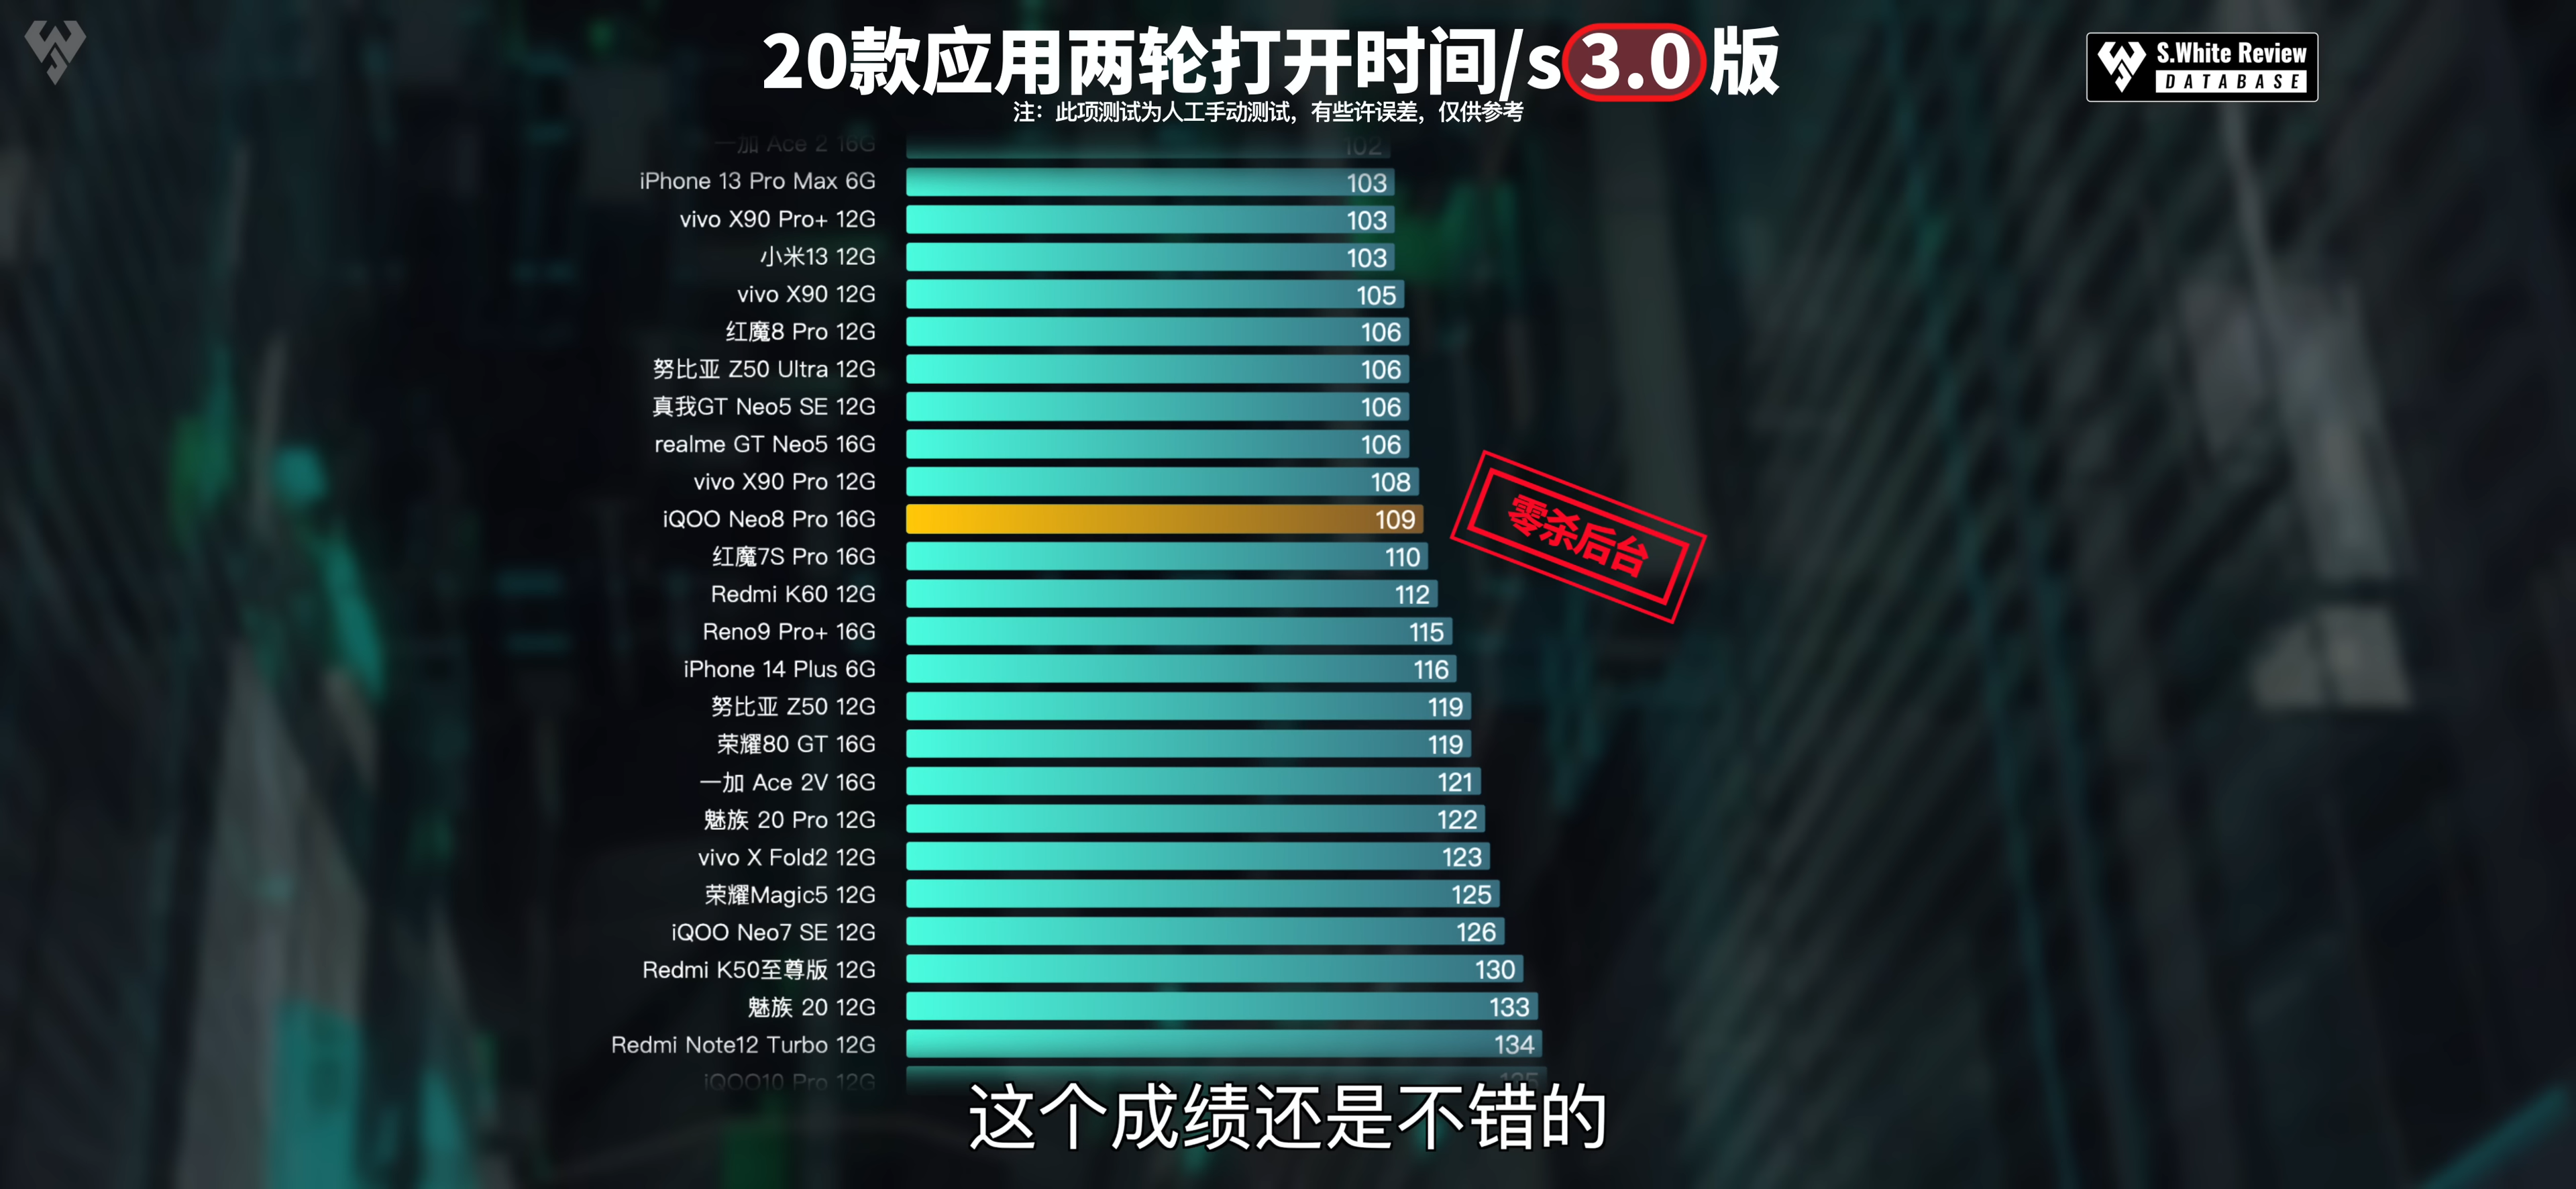 20款应用两轮打开时间/s 3.0 版
S.White Review
DATABASE
注：此项测试为人工手动测试，有些许误差，仅供参考
一加 Ace 2 16G 102
iPhone 13 Pro Max 6G 103
vivo X90 Pro+ 12G 103
小米13 12G 103
vivo X90 12G 105
红魔8 Pro 12G 106
努比亚 Z50 Ultra 12G 106
真我GT Neo5 SE 12G 106
realme GT Neo5 16G 106
vivo X90 Pro 12G 108
iQOO Neo8 Pro 16G 109
零杀后台
红魔7S Pro 16G 110
Redmi K60 12G 112
Reno9 Pro+ 16G 115
iPhone 14 Plus 6G 116
努比亚 Z50 12G 119
荣耀80 GT 16G 119
一加 Ace 2V 16G 121
魅族 20 Pro 12G 122
vivo X Fold2 12G 123
荣耀Magic5 12G 125
iQOO Neo7 SE 12G 126
Redmi K50至尊版 12G 130
魅族 20 12G 133
Redmi Note12 Turbo 12G 134
iQOO10 Pro 12G
这个成绩还是不错的